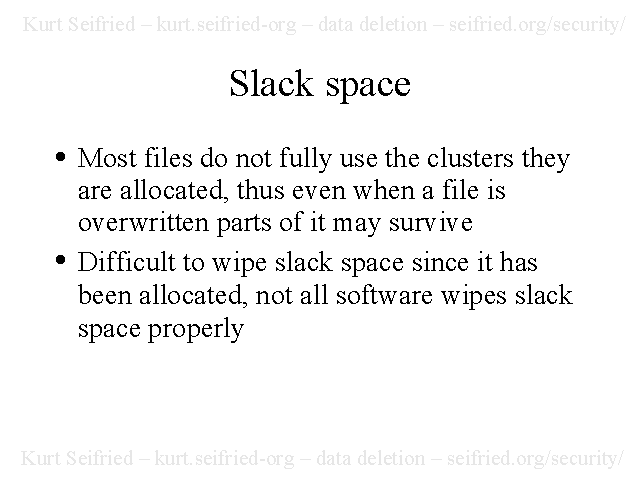 Kurt Seifried – kurt.seifried-org – data deletion – seifried.org/security/
Slack space
• Most files do not fully use the clusters they
are allocated, thus even when a file is
overwritten parts of it may survive
• Difficult to wipe slack space since it has
been allocated, not all software wipes slack
space properly
Kurt Seifried – kurt.seifried-org – data deletion – seifried.org/security/